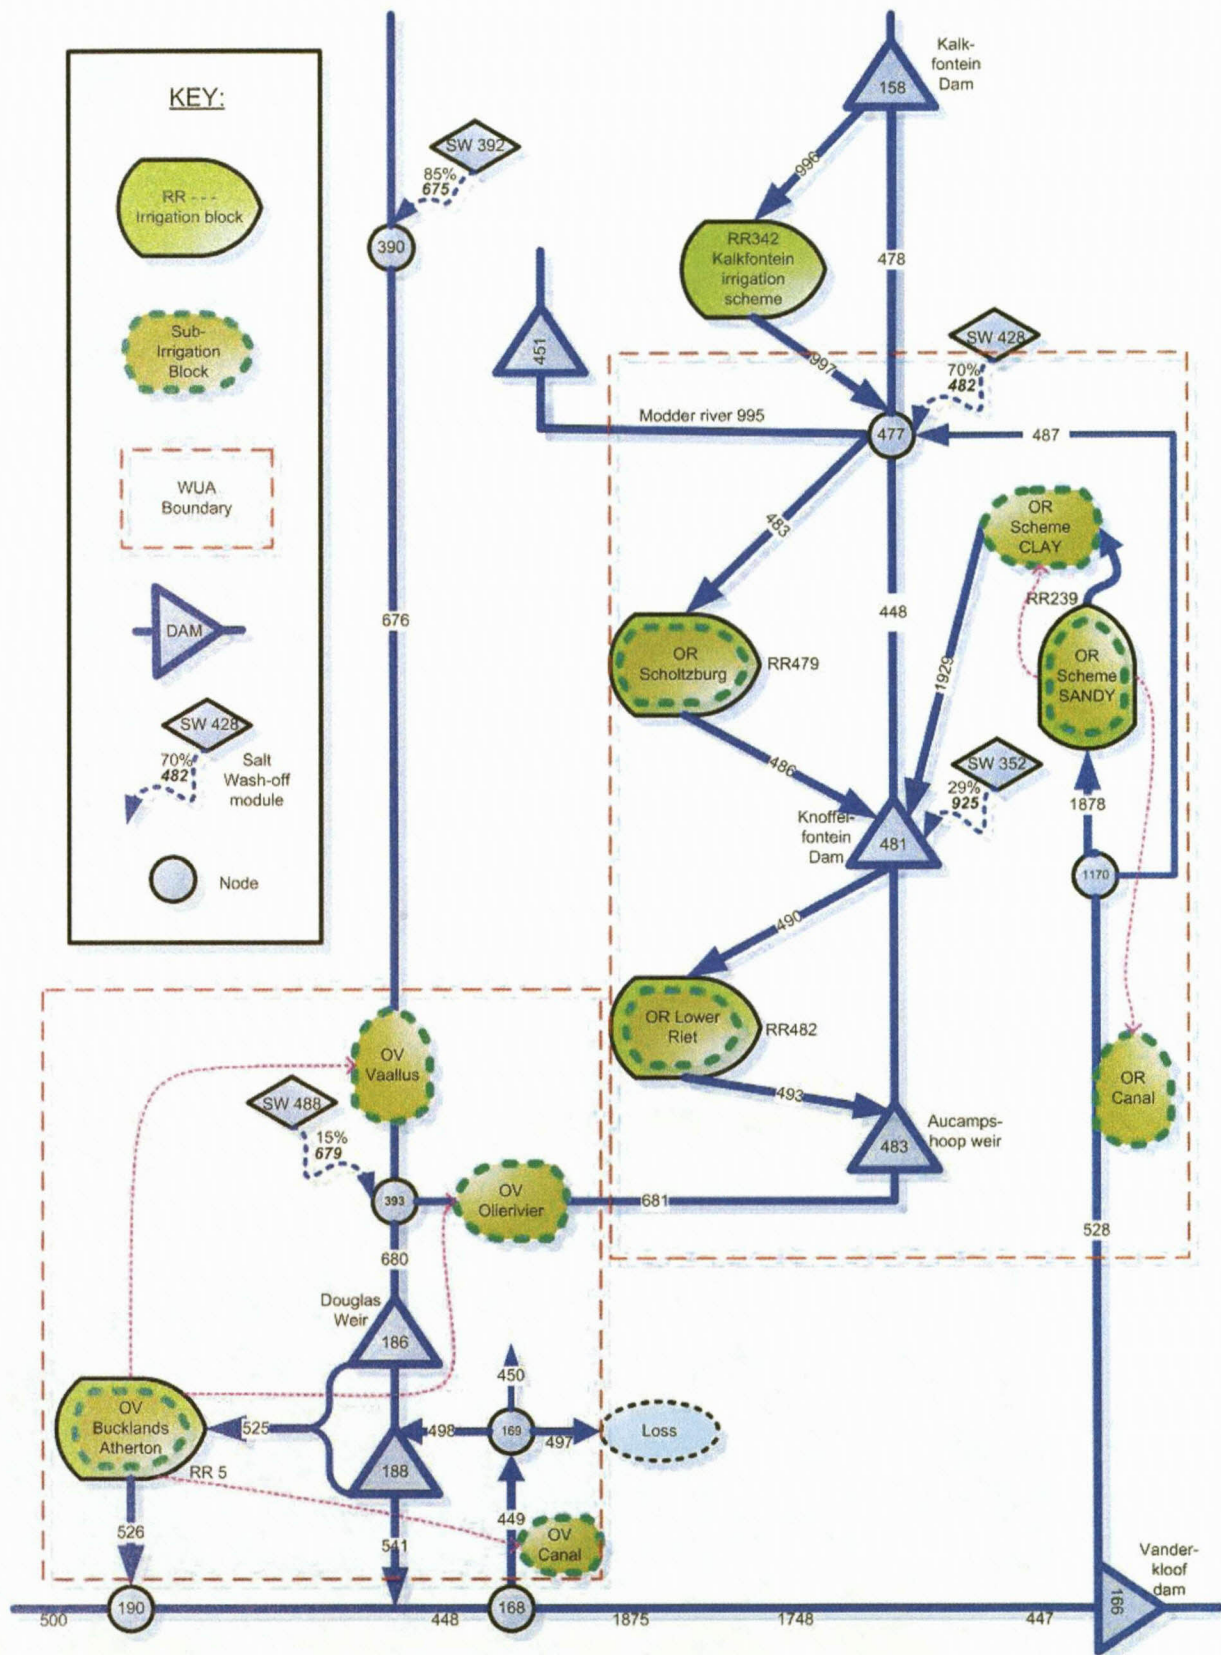 KEY:
RR ---
Irrigation block
Sub-
Irrigation
Block
WUA
Boundary
DAM
SW 428
70%
482
Salt
Wash-off
module
Node
SW 392
85%
675
390
676
Kalk-
fontein
Dam
158
996
RR342
Kalkfontein
irrigation
scheme
478
997
451
SW 428
70%
482
Modder river 995
477
487
483
OR
Scheme
CLAY
RR239
448
OR
Scholtzburg
RR479
1929
OR
Scheme
SANDY
486
SW 352
29%
925
Knoffel-
fontein
Dam
481
1878
1170
490
OR Lower
Riet
RR482
493
Aucamps-
hoop weir
483
OR
Canal
528
OV
Vaallus
SW 488
15%
679
393
OV
Olierivier
681
680
Douglas
Weir
186
450
OV
Bucklands
Atherton
RR 5
525
498
169
497
Loss
188
526
541
449
OV
Canal
Vander-
kloof
dam
166
500
190
448
168
1875
1748
447